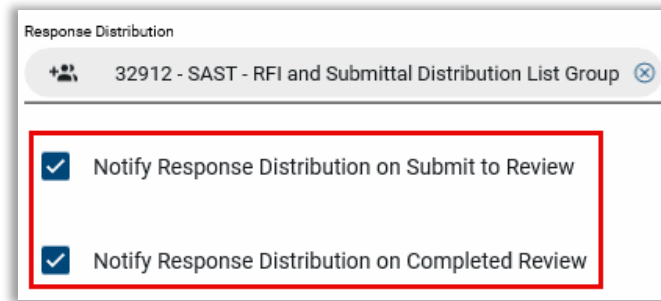 Response Distribution
32912 - SAST - RFI and Submittal Distribution List Group
Notify Response Distribution on Submit to Review
Notify Response Distribution on Completed Review